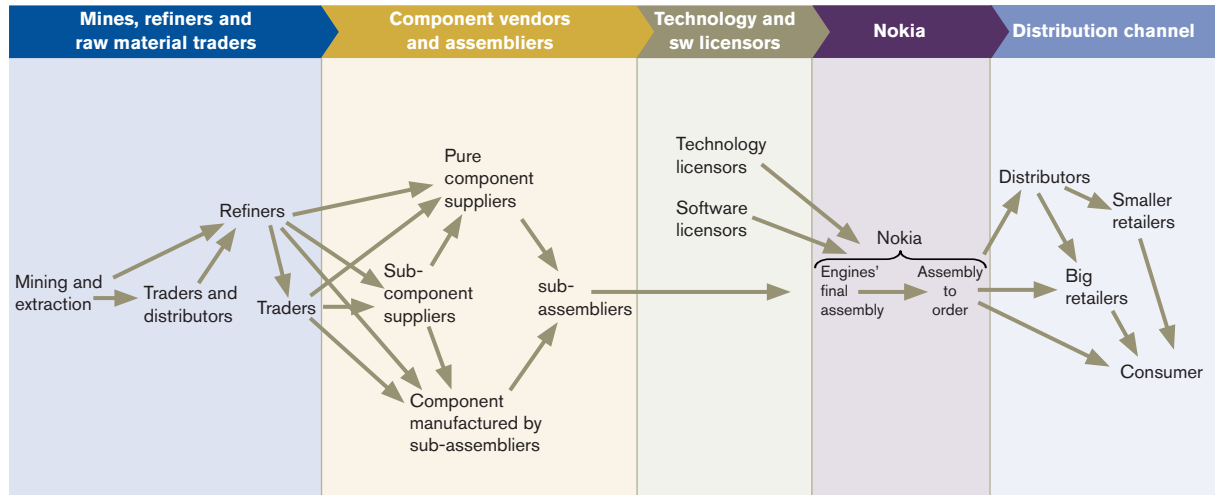 Mines, refiners and
raw material traders
Component vendors
and assembliers
Technology and
sw licensors
Nokia
Distribution channel
Mining and
extraction
Traders and
distributors
Refiners
Traders
Pure
component
suppliers
Sub-
component
suppliers
Component
manufactured by
sub-assembliers
sub-
assembliers
Technology
licensors
Software
licensors
Nokia
Engines’
final
assembly
Assembly
to
order
Distributors
Smaller
retailers
Big
retailers
Consumer